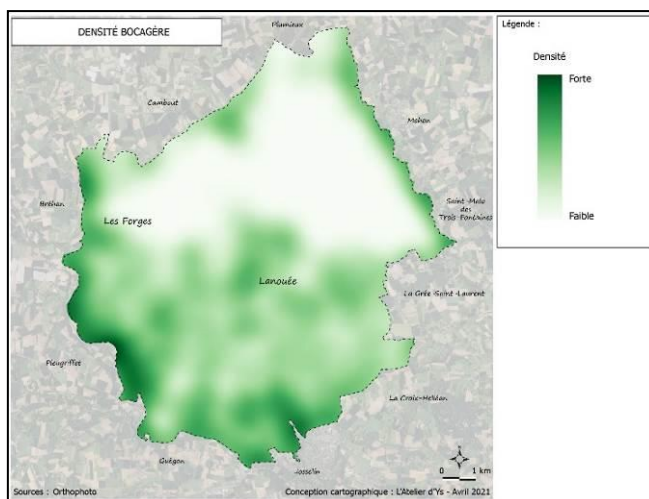 DENSITÉ BOCAGÈRE
Plumieux
Cambout
Mohon
Bréhan
Saint-Malo
des
Trois-Fontaines
Les Forges
Lanouée
La Grée-Saint-Laurent
Pleugriffet
La Croix-Helléan
Guégon
Josselin
0 1 km
Sources : Orthophoto
Conception cartographique : L'Atelier d'Ys - Avril 2021
Légende :
Densité
Forte
Faible